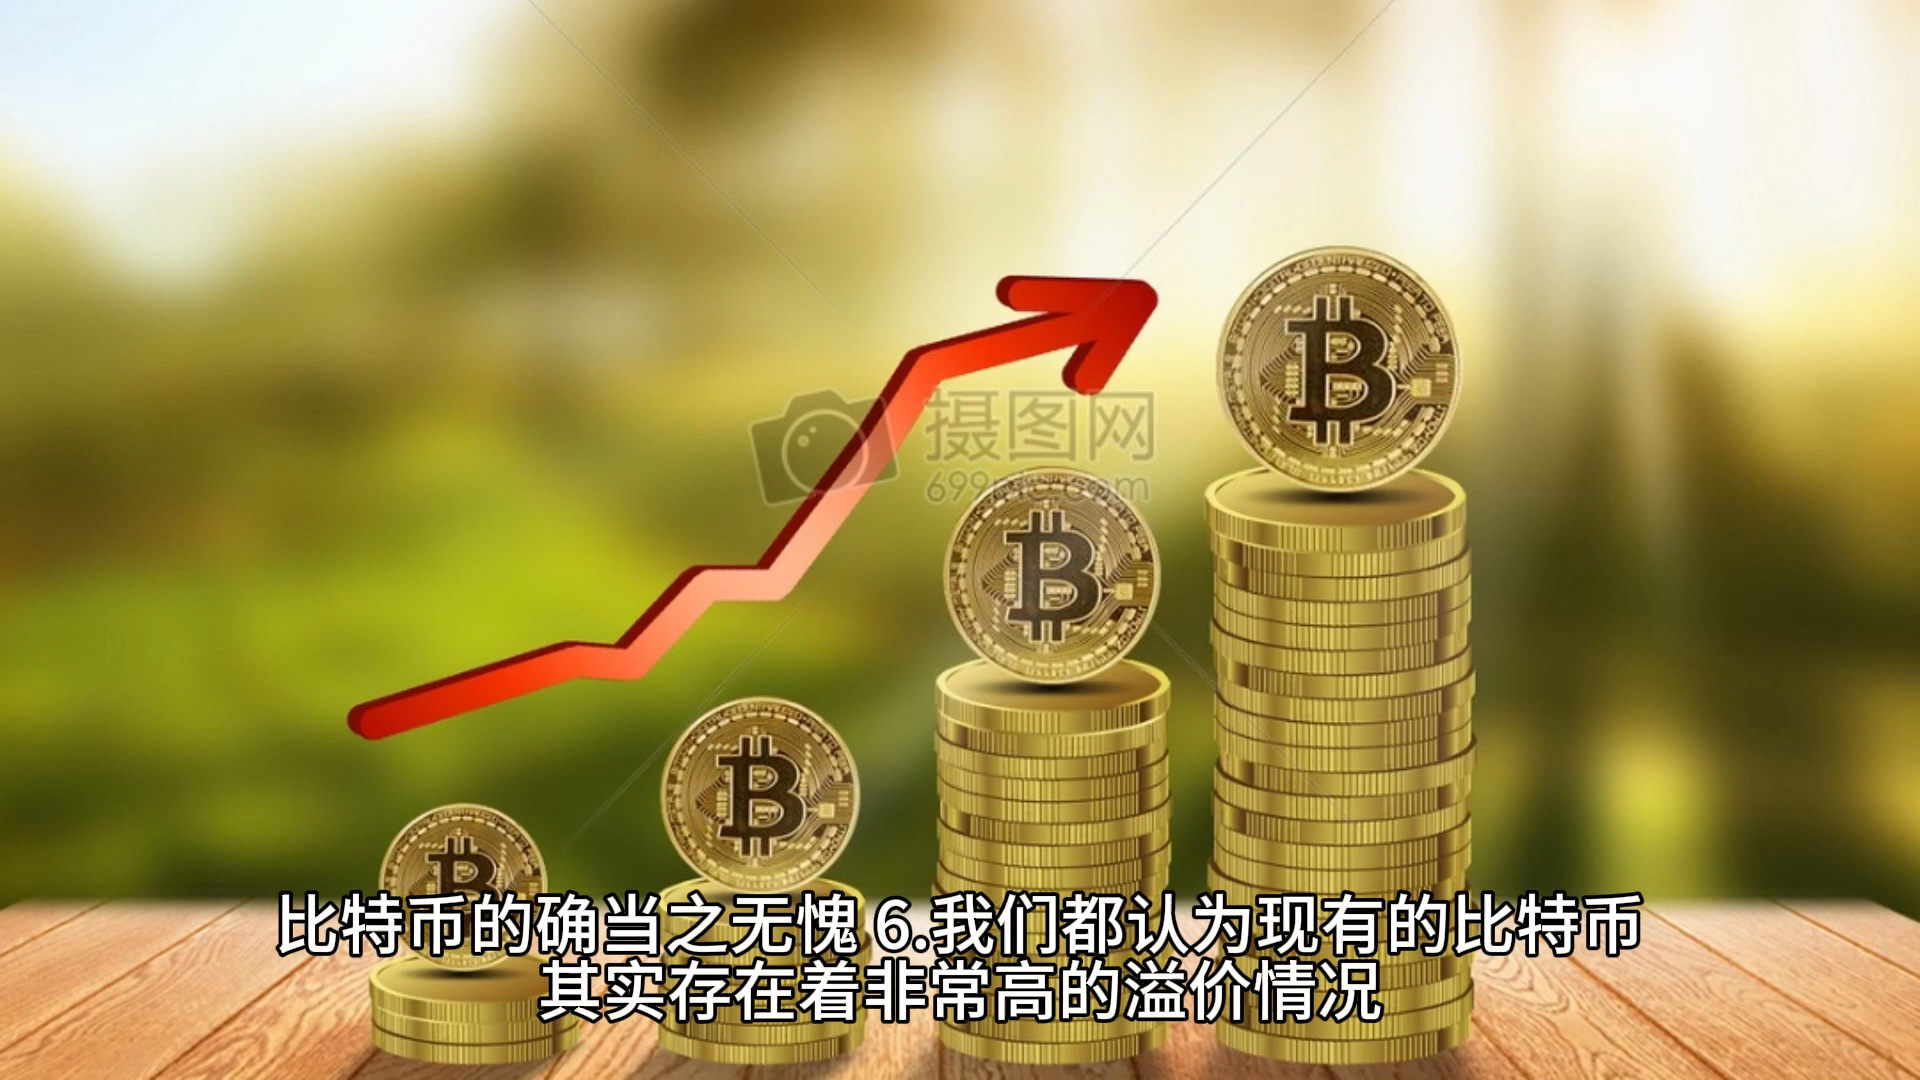 摄图网
比特币的确当之无愧 6.我们都认为现有的比特币
其实存在着非常高的溢价情况